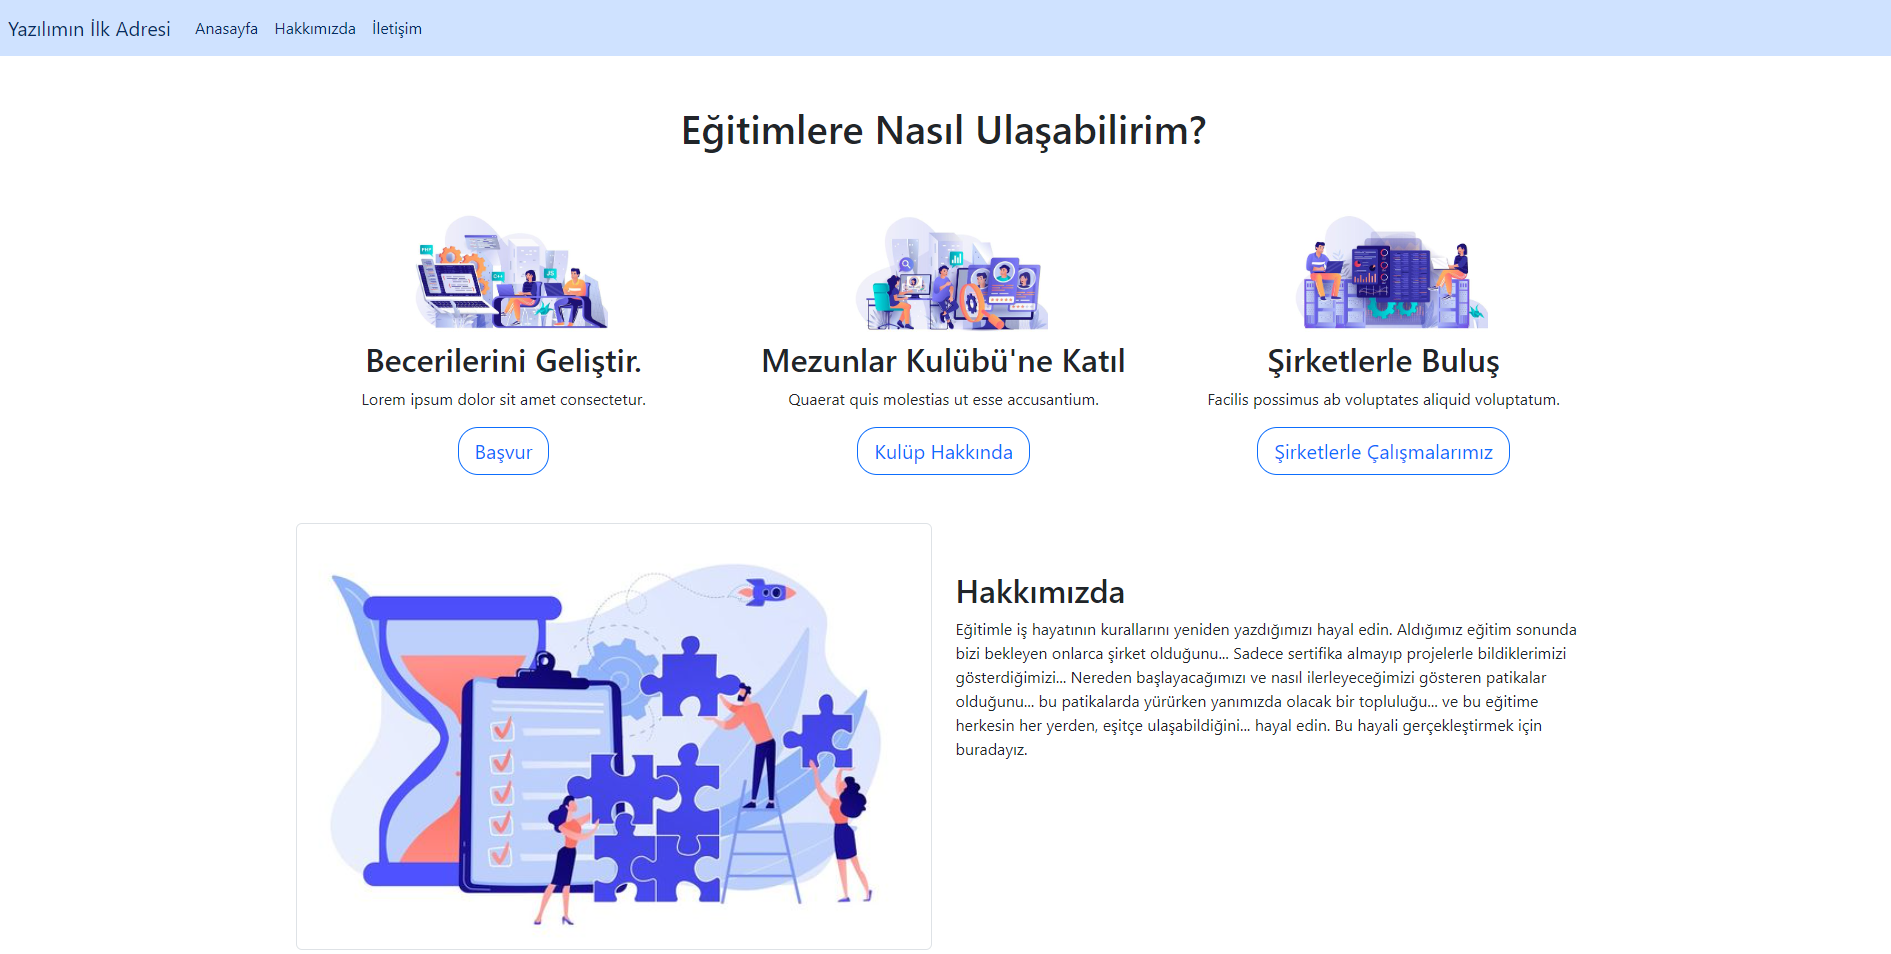 Yazılımın İlk Adresi Anasayfa Hakkımızda İletişim
Eğitimlere Nasıl Ulaşabilirim?
PHP
C++
JS
Becerilerini Geliştir.
Lorem ipsum dolor sit amet consectetur.
Başvur
Mezunlar Kulübü'ne Katıl
Quaerat quis molestias ut esse accusantium.
Kulüp Hakkında
Şirketlerle Buluş
Facilis possimus ab voluptates aliquid voluptatum.
Şirketlerle Çalışmalarımız
Hakkımızda
Eğitimle iş hayatının kurallarını yeniden yazdığımızı hayal edin. Aldığımız eğitim sonunda
bizi bekleyen onlarca şirket olduğunu... Sadece sertifika almayıp projelerle bildiklerimizi
gösterdiğimizi... Nereden başlayacağımızı ve nasıl ilerleyeceğimizi gösteren patikalar
olduğunu... bu patikalarda yürürken yanımızda olacak bir topluluğu... ve bu eğitime
herkesin her yerden, eşitçe ulaşabildiğini... hayal edin. Bu hayali gerçekleştirmek için
buradayız.